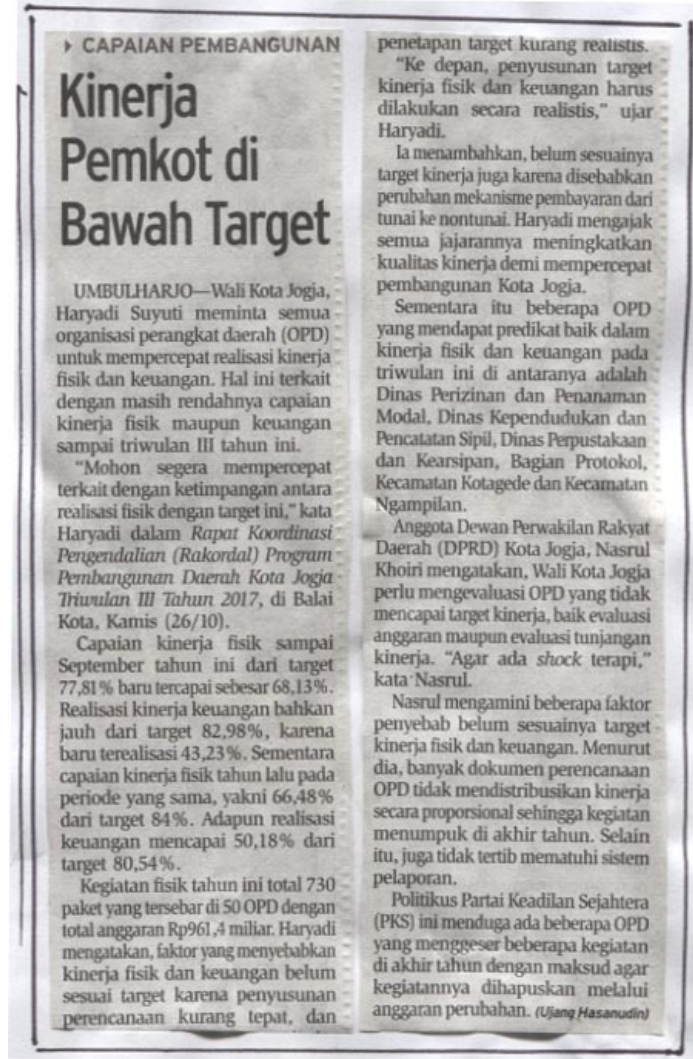 ▸ CAPAIAN PEMBANGUNAN
Kinerja
Pemkot di
Bawah Target
UMBULHARJO—Wali Kota Jogja,
Haryadi Suyuti meminta semua
organisasi perangkat daerah (OPD)
untuk mempercepat realisasi kinerja
fisik dan keuangan. Hal ini terkait
dengan masih rendahnya capaian
kinerja fisik maupun keuangan
sampai triwulan III tahun ini.
"Mohon segera mempercepat
terkait dengan ketimpangan antara
realisasi fisik dengan target ini," kata
Haryadi dalam Rapat Koordinasi
Pengendalian (Rakordal) Program
Pembangunan Daerah Kota Jogja
Triwulan III Tahun 2017, di Balai
Kota, Kamis (26/10).
Capaian kinerja fisik sampai
September tahun ini dari target
77,81% baru tercapai sebesar 68,13%.
Realisasi kinerja keuangan bahkan
jauh dari target 82,98%, karena
baru terealisasi 43,23%. Sementara
capaian kinerja fisik tahun lalu pada
periode yang sama, yakni 66,48%
dari target 84%. Adapun realisasi
keuangan mencapai 50,18% dari
target 80,54%.
Kegiatan fisik tahun ini total 730
paket yang tersebar di 50 OPD dengan
total anggaran Rp961,4 miliar. Haryadi
mengatakan, faktor yang menyebabkan
kinerja fisik dan keuangan belum
sesuai target karena penyusunan
perencanaan kurang tepat, dan
penetapan target kurang realistis.
"Ke depan, penyusunan target
kinerja fisik dan keuangan harus
dilakukan secara realistis," ujar
Haryadi.
Ia menambahkan, belum sesuainya
target kinerja juga karena disebabkan
perubahan mekanisme pembayaran dari
tunai ke nontunai. Haryadi mengajak
semua jajarannya meningkatkan
kualitas kinerja demi mempercepat
pembangunan Kota Jogja.
Sementara itu beberapa OPD
yang mendapat predikat baik dalam
kinerja fisik dan keuangan pada
triwulan ini di antaranya adalah
Dinas Perizinan dan Penanaman
Modal, Dinas Kependudukan dan
Pencatatan Sipil, Dinas Perpustakaan
dan Kearsipan, Bagian Protokol,
Kecamatan Kotagede dan Kecamatan
Ngampilan.
Anggota Dewan Perwakilan Rakyat
Daerah (DPRD) Kota Jogja, Nasrul
Khoiri mengatakan, Wali Kota Jogja
perlu mengevaluasi OPD yang tidak
mencapai target kinerja, baik evaluasi
anggaran maupun evaluasi tunjangan
kinerja. "Agar ada shock terapi,"
kata Nasrul.
Nasrul mengamini beberapa faktor
penyebab belum sesuainya target
kinerja fisik dan keuangan. Menurut
dia, banyak dokumen perencanaan
OPD tidak mendistribusikan kinerja
secara proporsional sehingga kegiatan
menumpuk di akhir tahun. Selain
itu, juga tidak tertib mematuhi sistem
pelaporan.
Politikus Partai Keadilan Sejahtera
(PKS) ini menduga ada beberapa OPD
yang menggeser beberapa kegiatan
di akhir tahun dengan maksud agar
kegiatannya dihapuskan melalui
anggaran perubahan. (Ujang Hasanudin)